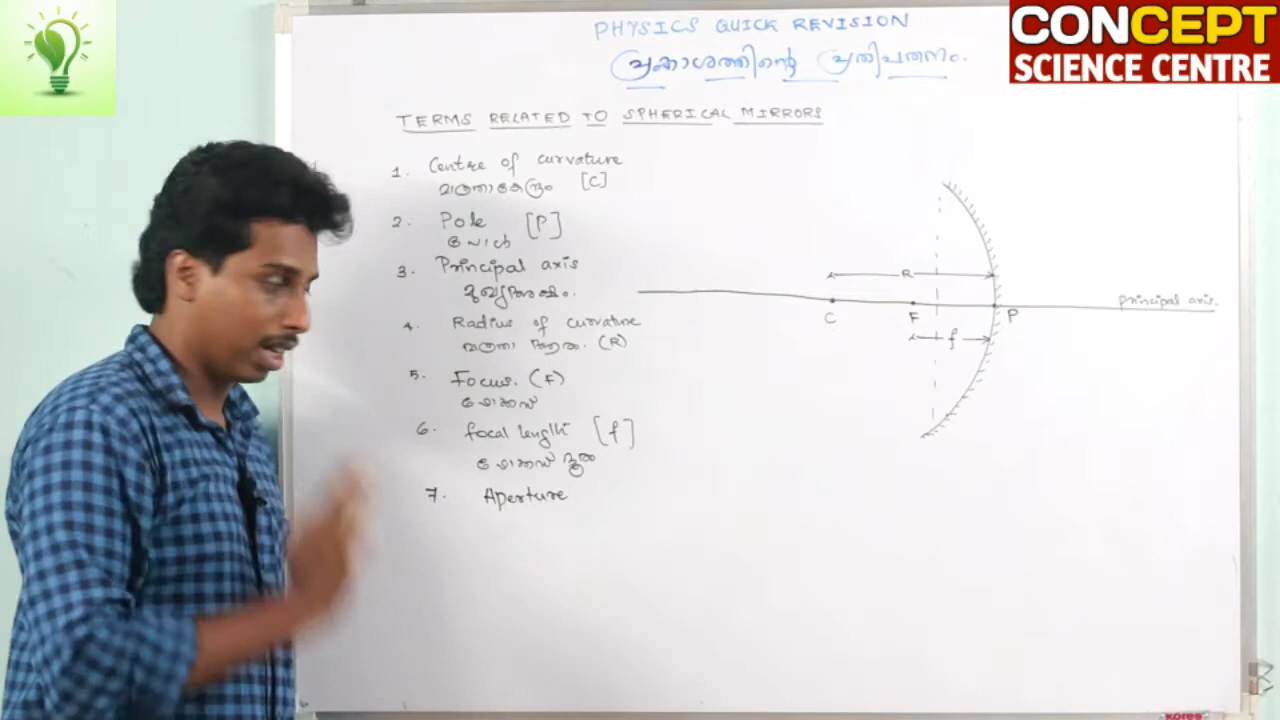 PHYSICS QUICK REVISION
പ്രകാശത്തിന്റെ പ്രതിപതനം.
CONCEPT
SCIENCE CENTRE
TERMS RELATED TO SPHERICAL MIRRORS
1. Centre of curvature
വക്രതാകേന്ദ്രം [C]
2. Pole [P]
പോൾ
3. Principal axis
മുഖ്യഅക്ഷം.
4. Radius of curvature
വക്രതാ ആരം. (R)
5. Focus. (F)
ഫോക്കസ്
6. focal length [f]
ഫോക്കസ് ദൂരം
7. Aperture
R
C
F
P
principal axis.
f
kores